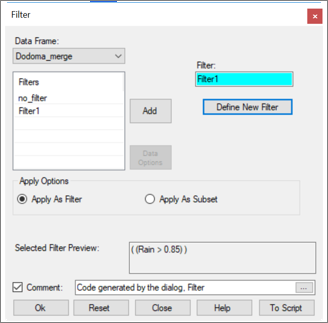 Filter
Data Frame:
Dodoma_merge
Filters
no_filter
Filter1
Add
Data
Options
Filter:
Filter1
Define New Filter
Apply Options
Apply As Filter
Apply As Subset
Selected Filter Preview:
( (Rain > 0.85) )
Comment:
Code generated by the dialog, Filter
...
Ok
Reset
Close
Help
To Script